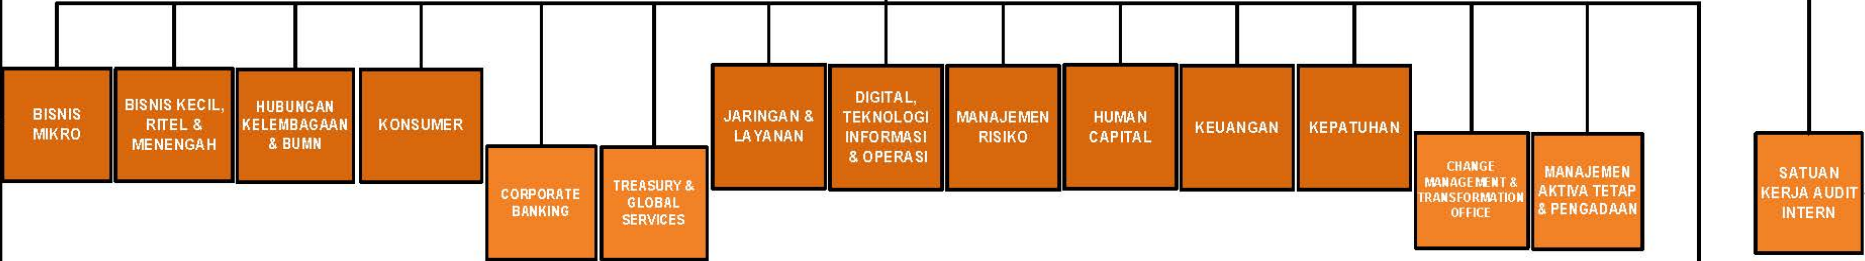 BISNIS
MIKRO
BISNIS KECIL,
RITEL &
MENENGAH
HUBUNGAN
KELEMBAGAAN
& BUMN
KONSUMER
CORPORATE
BANKING
TREASURY &
GLOBAL
SERVICES
JARINGAN &
LAYANAN
DIGITAL,
TEKNOLOGI
INFORMASI
& OPERASI
MANAJEMEN
RISIKO
HUMAN
CAPITAL
KEUANGAN
KEPATUHAN
CHANGE
MANAGEMENT &
TRANSFORMATION
OFFICE
MANAJEMEN
AKTIVA TETAP
& PENGADAAN
SATUAN
KERJA AUDIT
INTERN